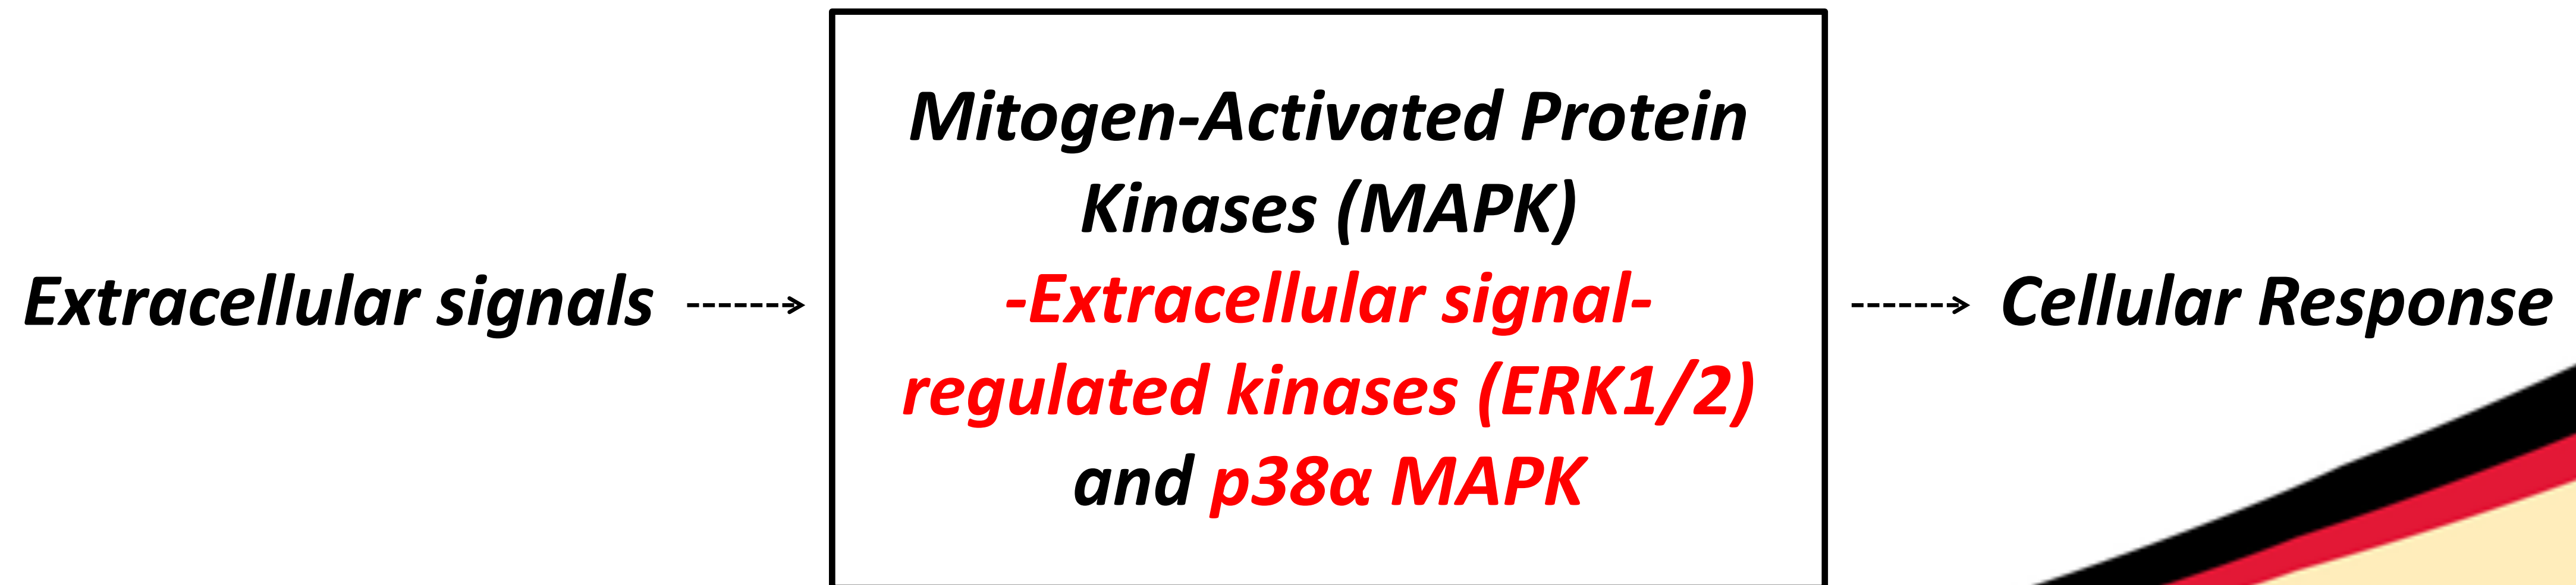 Extracellular signals
Mitogen-Activated Protein
Kinases (MAPK)
-Extracellular signal-
regulated kinases (ERK1/2)
and p38α MAPK
Cellular Response